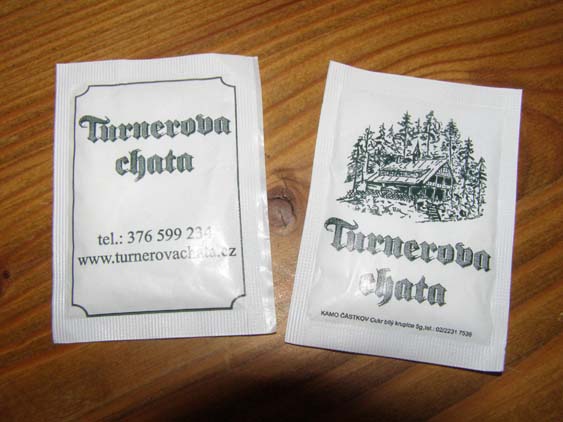 Turnerova
chata
tel.: 376 599 234
www.turnerovachata.cz
Turnerova
chata
KAMO ČÁSTKOV Cukr bílý krupice 5g, tel.: 02/2231 7536